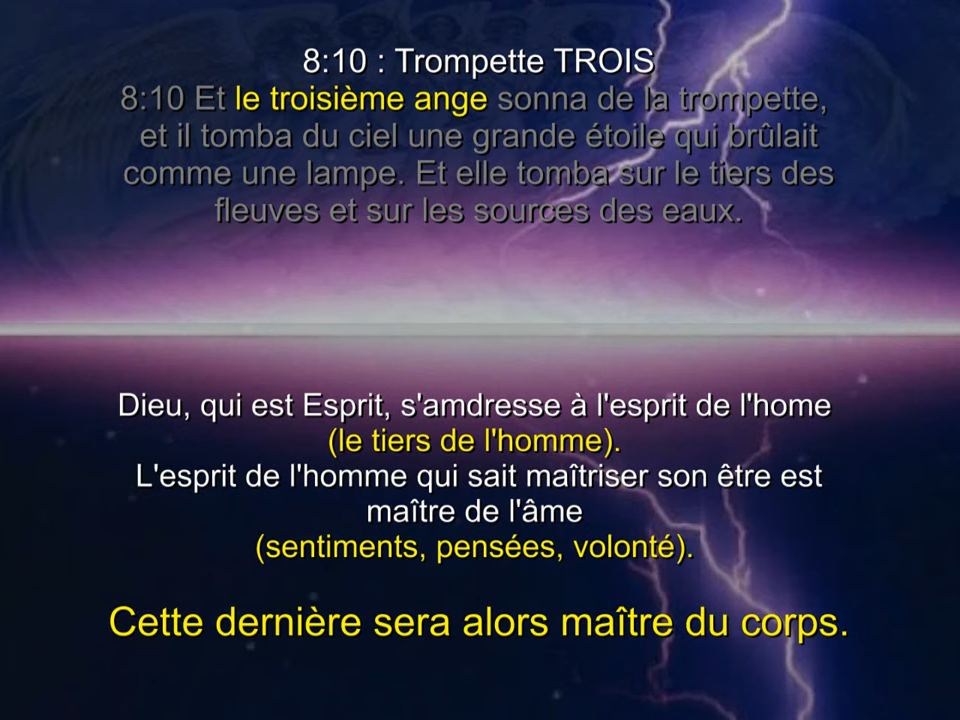 8:10 : Trompette TROIS
8:10 Et le troisième ange sonna de la trompette,
et il tomba du ciel une grande étoile qui brûlait
comme une lampe. Et elle tomba sur le tiers des
fleuves et sur les sources des eaux.
Dieu, qui est Esprit, s'amdresse à l'esprit de l'home
(le tiers de l'homme).
L'esprit de l'homme qui sait maîtriser son être est
maître de l'âme
(sentiments, pensées, volonté).
Cette dernière sera alors maître du corps.